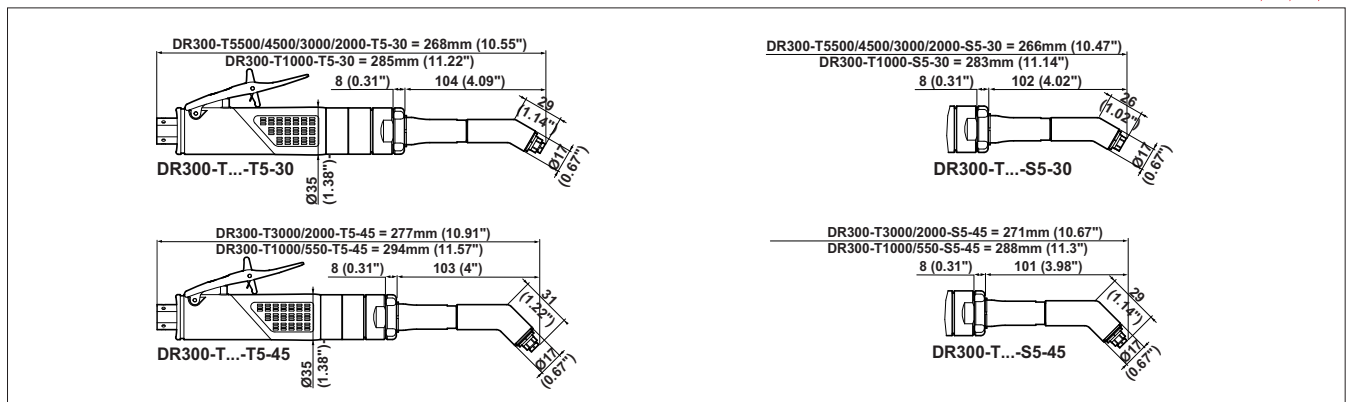 DR300-T5500/4500/3000/2000-T5-30 = 268mm (10.55")
DR300-T1000-T5-30 = 285mm (11.22")
8 (0.31")
104 (4.09")
29
(1.14")
Ø17
(0.67")
Ø35
(1.38")
DR300-T...-T5-30
DR300-T5500/4500/3000/2000-S5-30 = 266mm (10.47")
DR300-T1000-S5-30 = 283mm (11.14")
8 (0.31")
102 (4.02")
26
(1.02")
Ø17
(0.67")
DR300-T...-S5-30
DR300-T3000/2000-T5-45 = 277mm (10.91")
DR300-T1000/550-T5-45 = 294mm (11.57")
8 (0.31")
103 (4")
31
(1.22")
Ø17
(0.67")
Ø35
(1.38")
DR300-T...-T5-45
DR300-T3000/2000-S5-45 = 271mm (10.67")
DR300-T1000/550-S5-45 = 288mm (11.3")
8 (0.31")
101 (3.98")
29
(1.14")
Ø17
(0.67")
DR300-T...-S5-45